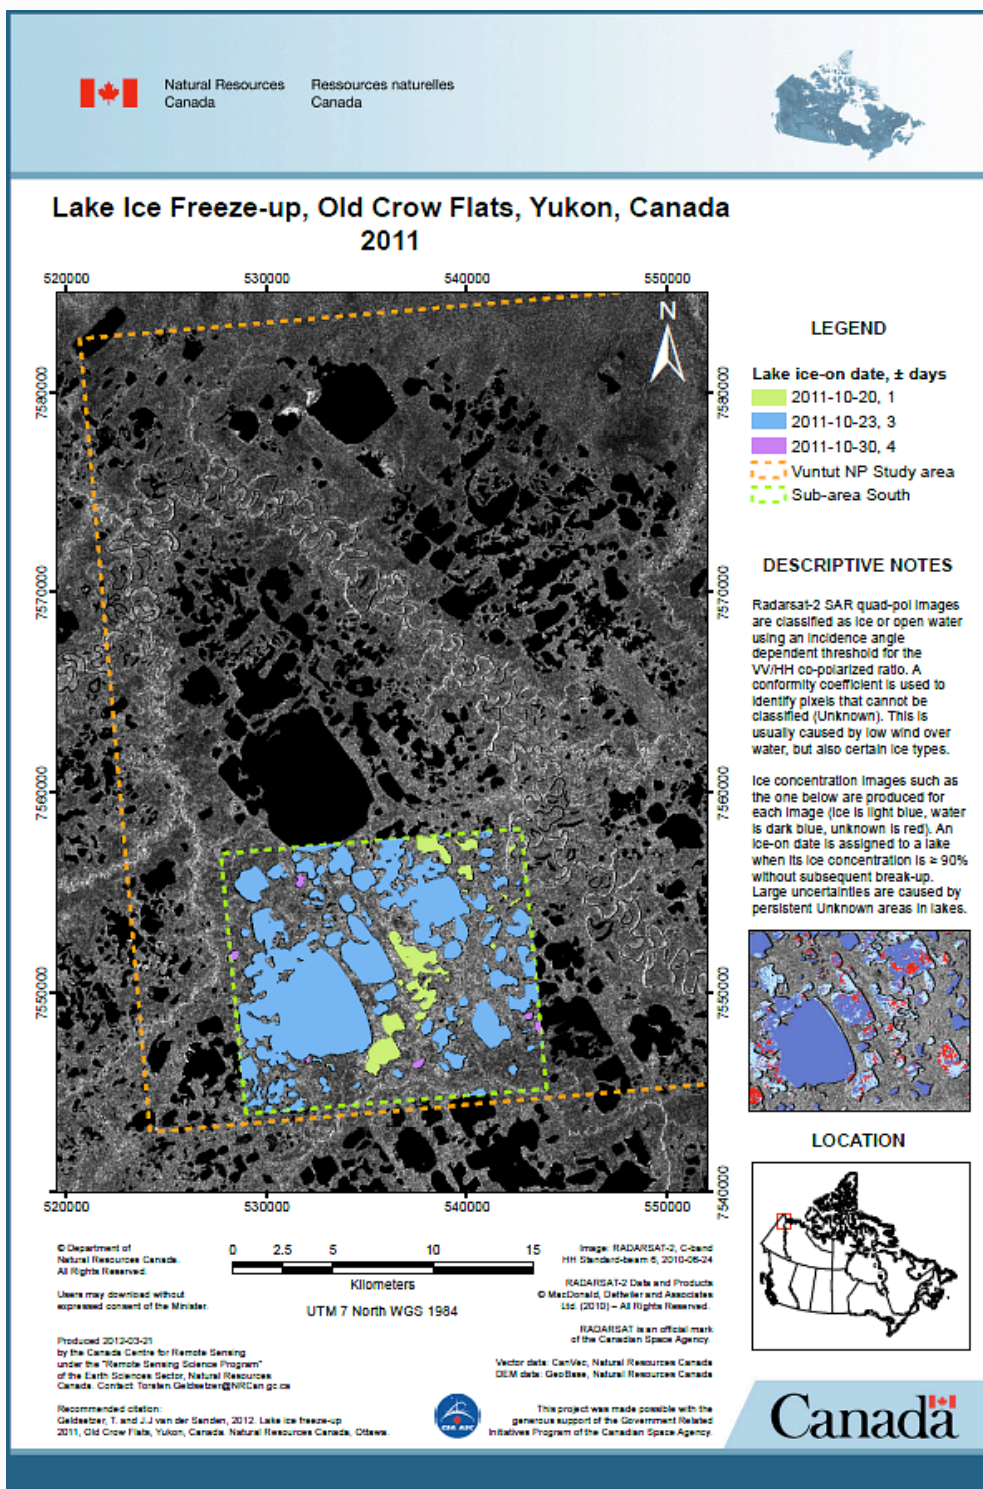 Natural Resources
Canada
Ressources naturelles
Canada
Lake Ice Freeze-up, Old Crow Flats, Yukon, Canada
2011
520000
530000
540000
550000
7580000
7570000
7560000
7550000
7580000
7570000
7560000
7550000
7540000
N
520000
530000
540000
550000
LEGEND
Lake ice-on date, ± days
2011-10-20, 1
2011-10-23, 3
2011-10-30, 4
Vuntut NP Study area
Sub-area South
DESCRIPTIVE NOTES
Radarsat-2 SAR quad-pol images
are classified as ice or open water
using an incidence angle
dependent threshold for the
VV/HH co-polarized ratio. A
conformity coefficient is used to
identify pixels that cannot be
classified (Unknown). This is
usually caused by low wind over
water, but also certain ice types.
Ice concentration images such as
the one below are produced for
each image (ice is light blue, water
is dark blue, unknown is red). An
ice-on date is assigned to a lake
when its ice concentration is ≥ 90%
without subsequent break-up.
Large uncertainties are caused by
persistent Unknown areas in lakes.
LOCATION
© Department of
Natural Resources Canada.
All Rights Reserved.
Users may download without
expressed consent of the Minister.
Produced 2012-03-21
by the Canada Centre for Remote Sensing
under the "Remote Sensing Science Program"
of the Earth Sciences Sector, Natural Resources
Canada. Contact: Torsten.Geldsetzer@NRCan.gc.ca
Recommended citation:
Geldsetzer, T. and J.J van der Sanden, 2012. Lake ice freeze-up
2011, Old Crow Flats, Yukon, Canada. Natural Resources Canada, Ottawa.
0 2.5 5 10 15
Kilometers
UTM 7 North WGS 1984
CSA ASC
Image: RADARSAT-2, C-band
HH Standard-beam 6, 2010-06-24
RADARSAT-2 Data and Products
© MacDonald, Dettwiler and Associates
Ltd. (2010) – All Rights Reserved.
RADARSAT is an official mark
of the Canadian Space Agency.
Vector data: CanVec, Natural Resources Canada
DEM data: GeoBase, Natural Resources Canada
This project was made possible with the
generous support of the Government Related
Initiatives Program of the Canadian Space Agency.
Canada